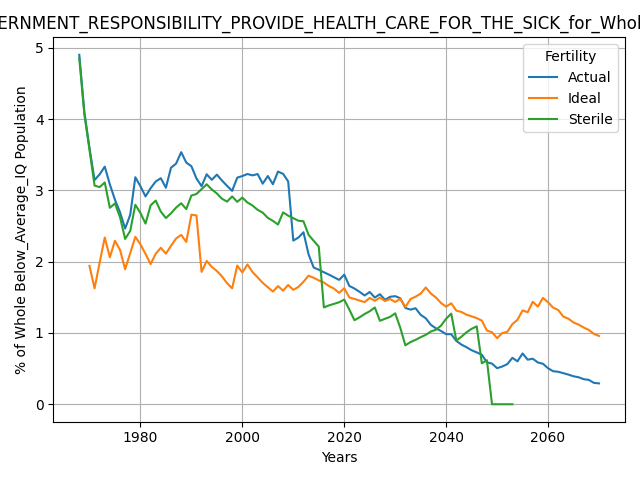 ERNMENT_RESPONSIBILITY_PROVIDE_HEALTH_CARE_FOR_THE_SICK_for_Whol
% of Whole Below_Average_IQ Population
5
4
3
2
1
0
Fertility
Actual
Ideal
Sterile
1980 2000 2020 2040 2060
Years